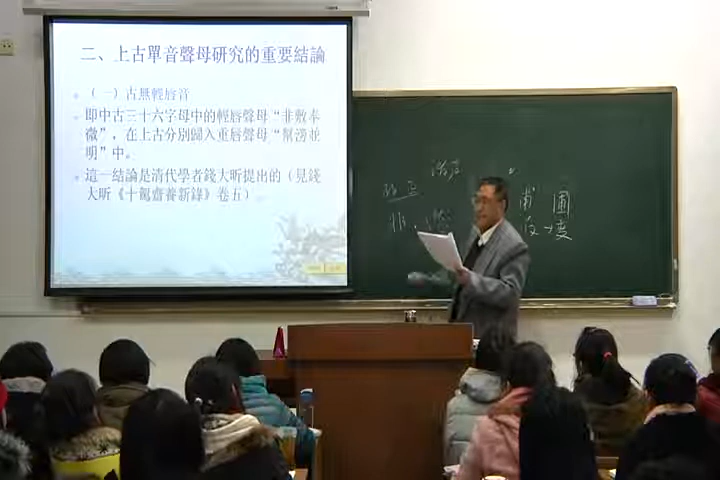 二、上古單音聲母研究的重要結論
（一）古無輕唇音
即中古三十六字母中的輕唇聲母“非敷奉
微”，在上古分別歸入重唇聲母“幫滂並
明”中。
這一結論是清代學者錢大昕提出的（見錢
大昕《十駕齋養新錄》卷五）
甫 圃